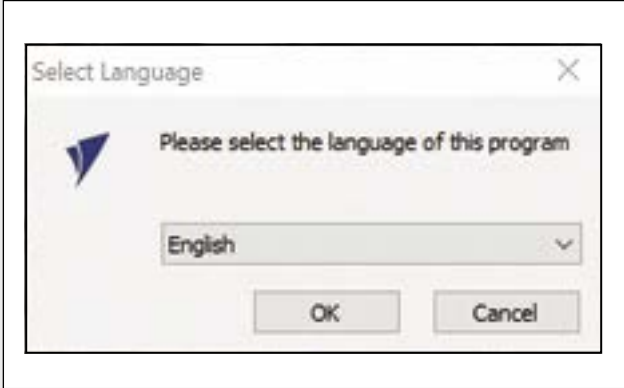 Select Language
Please select the language of this program
English
OK
Cancel